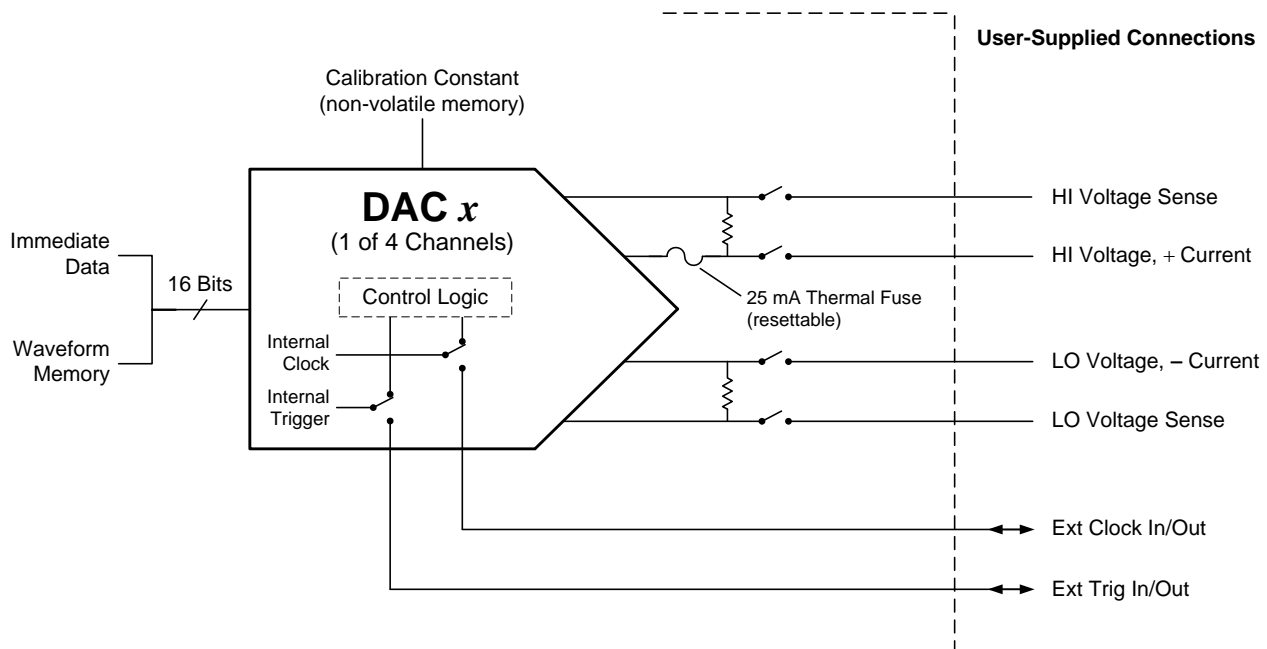 User-Supplied Connections
Calibration Constant
(non-volatile memory)
DAC x
(1 of 4 Channels)
Immediate
Data
16 Bits
Waveform
Memory
Control Logic
Internal
Clock
Internal
Trigger
25 mA Thermal Fuse
(resettable)
HI Voltage Sense
HI Voltage, + Current
LO Voltage, – Current
LO Voltage Sense
Ext Clock In/Out
Ext Trig In/Out